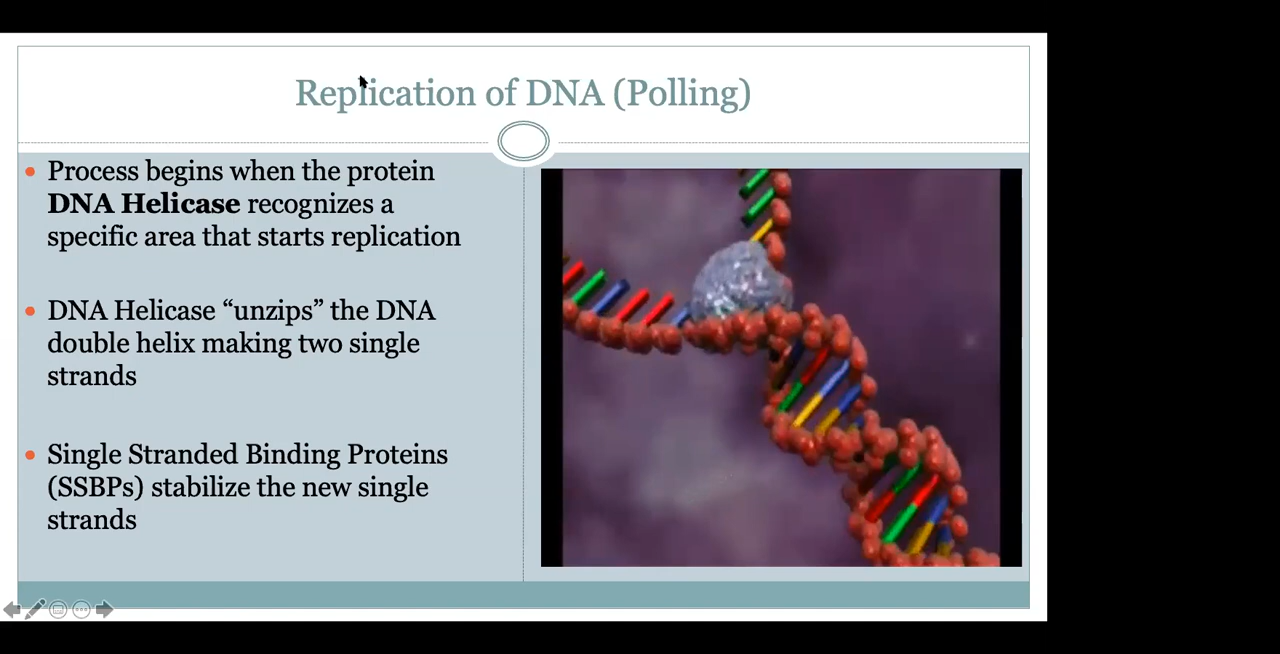 Replication of DNA (Polling)
Process begins when the protein
DNA Helicase recognizes a
specific area that starts replication
DNA Helicase “unzips” the DNA
double helix making two single
strands
Single Stranded Binding Proteins
(SSBPs) stabilize the new single
strands